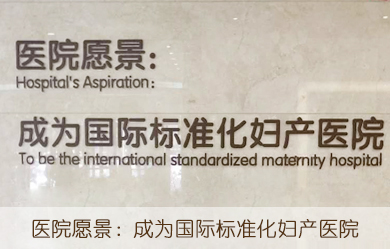 医院愿景：
Hospital's Aspiration：
成为国际标准化妇产医院
To be the international standardized maternity hospital
医院愿景：成为国际标准化妇产医院